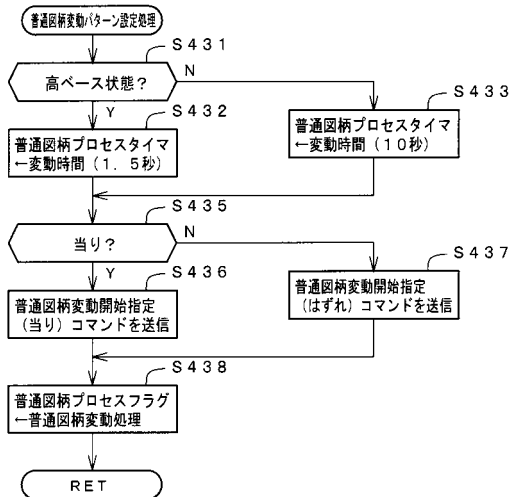 普通図柄変動パターン設定処理
S431
高ベース状態?
N
Y
S432
普通図柄プロセスタイマ
←変動時間(1.5秒)
S433
普通図柄プロセスタイマ
←変動時間(10秒)
S435
当り?
N
Y
S436
普通図柄変動開始指定
(当り)コマンドを送信
S437
普通図柄変動開始指定
(はずれ)コマンドを送信
S438
普通図柄プロセスフラグ
←普通図柄変動処理
RET